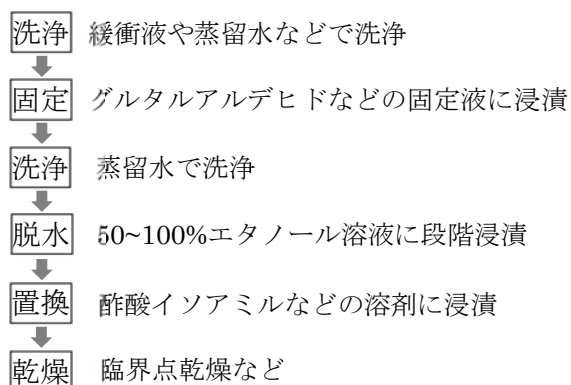 洗浄 緩衝液や蒸留水などで洗浄
固定 グルタルアルデヒドなどの固定液に浸漬
洗浄 蒸留水で洗浄
脱水 50~100%エタノール溶液に段階浸漬
置換 酢酸イソアミルなどの溶剤に浸漬
乾燥 臨界点乾燥など